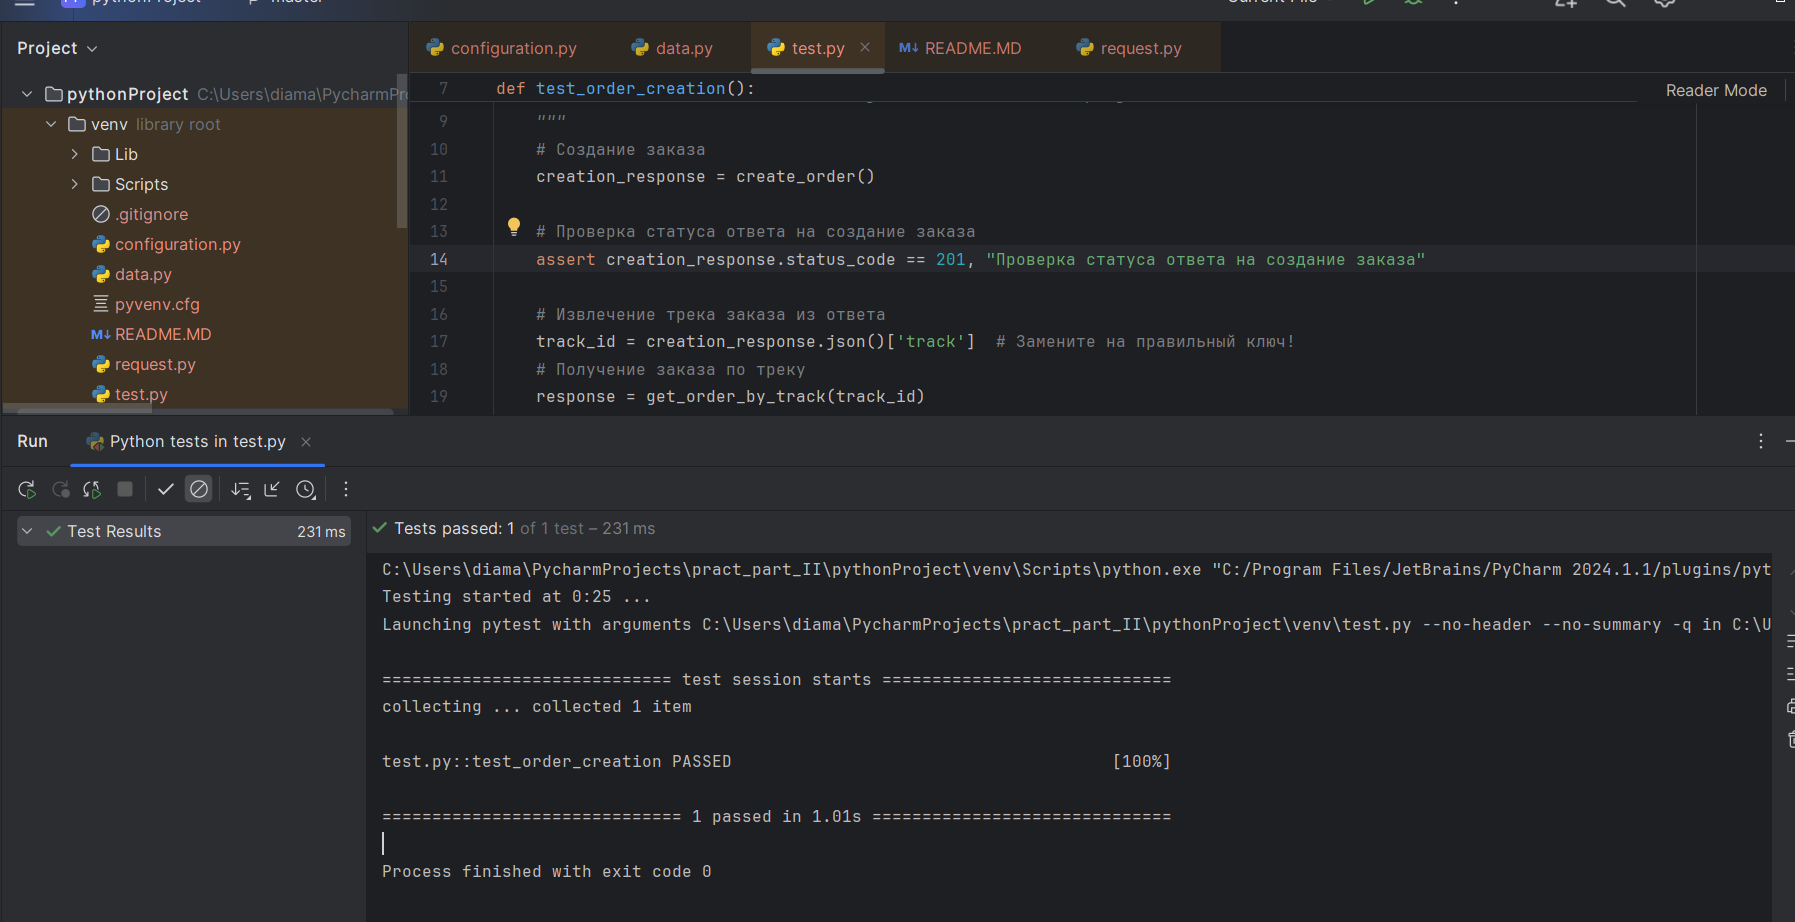 pythonProject master Current File
Project
configuration.py data.py test.py README.MD request.py
pythonProject C:\Users\diama\PycharmPr
venv library root
Lib
Scripts
.gitignore
configuration.py
data.py
pyvenv.cfg
README.MD
request.py
test.py
7 def test_order_creation():
Reader Mode
9 """
10 # Создание заказа
11 creation_response = create_order()
12
13 # Проверка статуса ответа на создание заказа
14 assert creation_response.status_code == 201, "Проверка статуса ответа на создание заказа"
15
16 # Извлечение трека заказа из ответа
17 track_id = creation_response.json()['track']  # Замените на правильный ключ!
18 # Получение заказа по треку
19 response = get_order_by_track(track_id)
Run Python tests in test.py
Test Results 231 ms
Tests passed: 1 of 1 test – 231 ms
C:\Users\diama\PycharmProjects\pract_part_II\pythonProject\venv\Scripts\python.exe "C:/Program Files/JetBrains/PyCharm 2024.1.1/plugins/pyt
Testing started at 0:25 ...
Launching pytest with arguments C:\Users\diama\PycharmProjects\pract_part_II\pythonProject\venv\test.py --no-header --no-summary -q in C:\U
============================= test session starts =============================
collecting ... collected 1 item
test.py::test_order_creation PASSED [100%]
============================== 1 passed in 1.01s ==============================
Process finished with exit code 0